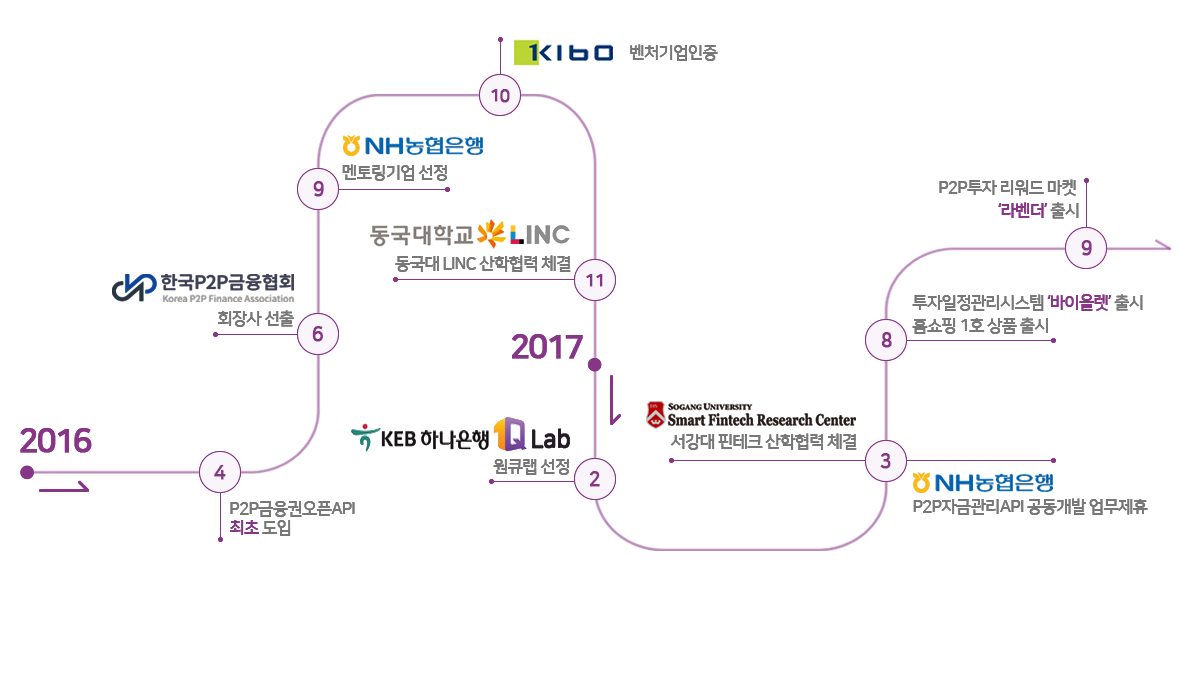 2016
4
P2P금융권오픈API
최초 도입
한국P2P금융협회
Korea P2P Finance Association
회장사 선출
6
NH농협은행
멘토링기업 선정
9
10
KIBO 벤처기업인증
동국대학교 LINC
동국대 LINC 산학협력 체결
11
2017
KEB 하나은행 1Q Lab
원큐랩 선정
2
SOGANG UNIVERSITY
Smart Fintech Research Center
서강대 핀테크 산학협력 체결
3
NH농협은행
P2P자금관리API 공동개발 업무제휴
8
투자일정관리시스템 ‘바이올렛’ 출시
홈쇼핑 1호 상품 출시
P2P투자 리워드 마켓
‘라벤더’ 출시
9